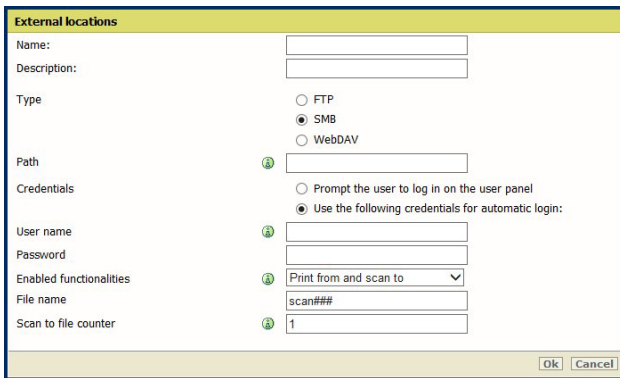 External locations
Name:
Description:
Type
FTP
SMB
WebDAV
Path
Credentials
Prompt the user to log in on the user panel
Use the following credentials for automatic login:
User name
Password
Enabled functionalities Print from and scan to
File name scan###
Scan to file counter 1
Ok Cancel